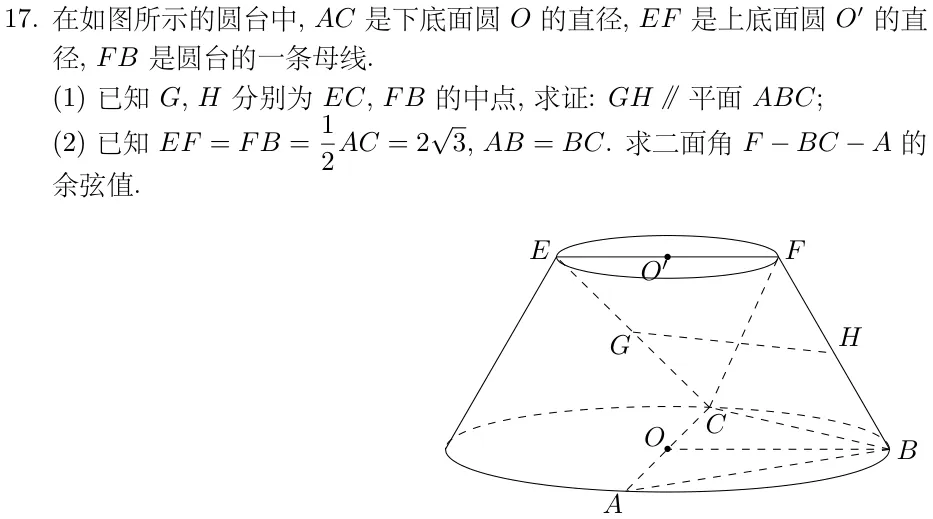 17. 在如图所示的圆台中, AC 是下底面圆 O 的直径, EF 是上底面圆 O′ 的直
径, FB 是圆台的一条母线.
(1) 已知 G, H 分别为 EC, FB 的中点, 求证: GH ∥ 平面 ABC;
(2) 已知 EF = FB = \frac{1}{2}AC = 2√3, AB = BC. 求二面角 F − BC − A 的
余弦值.
E
F
O′
G
H
C
O
B
A